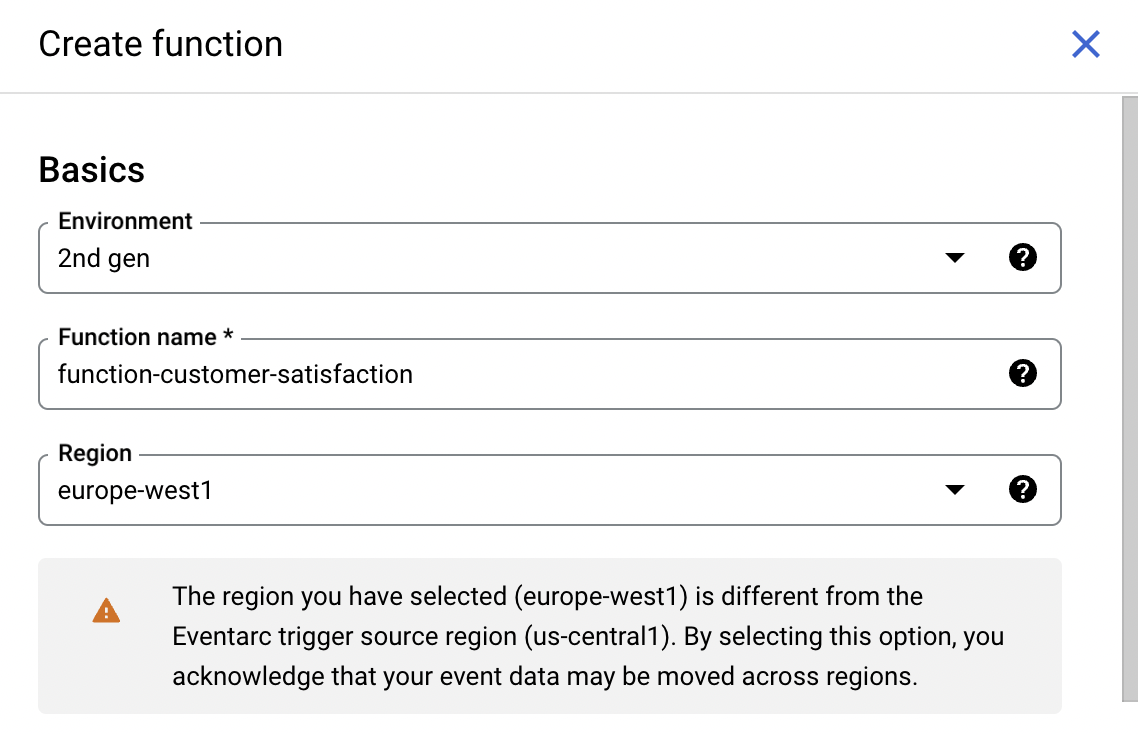 Create function
Basics
Environment
2nd gen
Function name *
function-customer-satisfaction
Region
europe-west1
The region you have selected (europe-west1) is different from the
Eventarc trigger source region (us-central1). By selecting this option, you
acknowledge that your event data may be moved across regions.